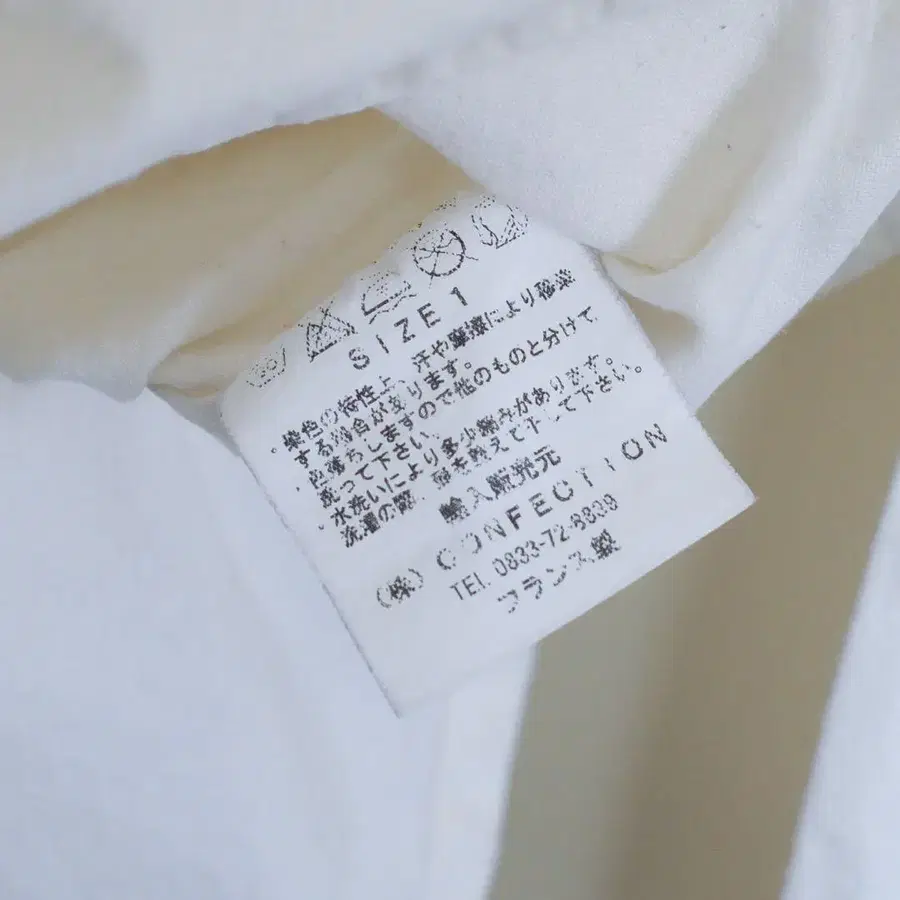 SIZE 1
・染色の特性上、汗や摩擦により移染
する場合があります。
・色落ちしますので他のものと分けて
洗って下さい。
・水洗いにより多少縮みがあります。
洗濯の際、形を整えて干して下さい。
輸入販売元
(株) CONFECTION
TEL 0833-72-8838
フランス製